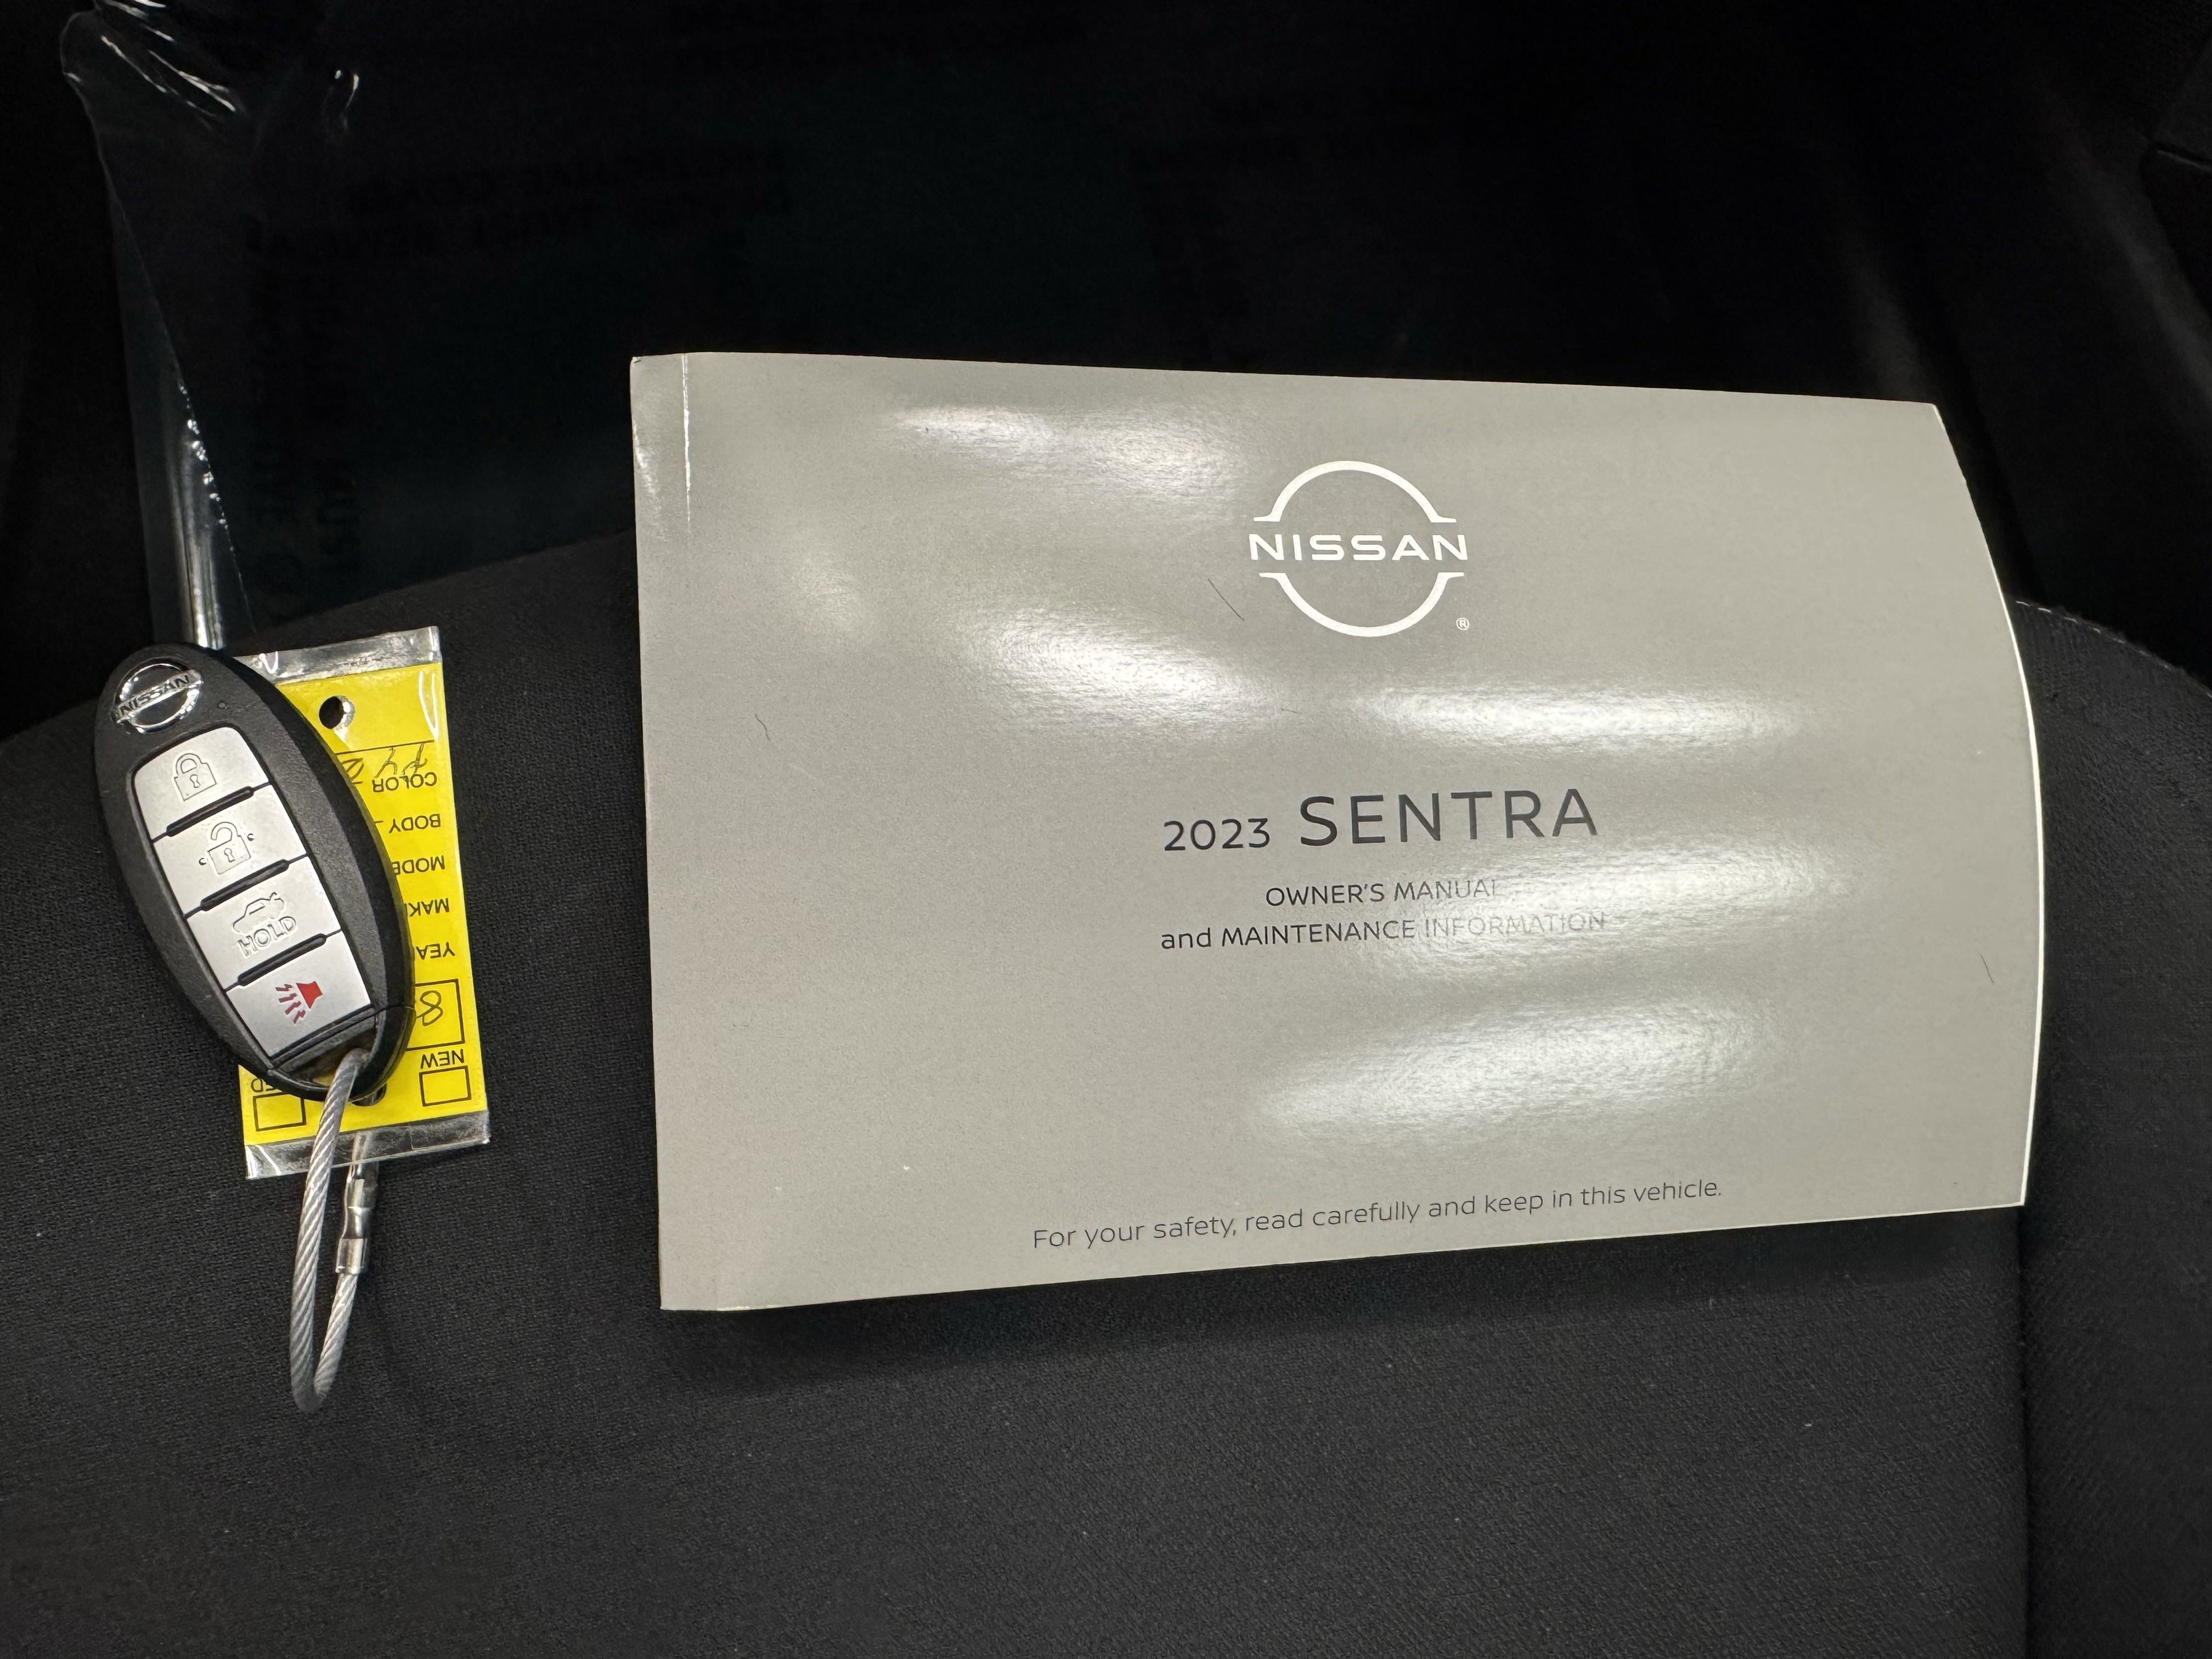 NISSAN
®
2023 SENTRA
OWNER'S MANUAL
and MAINTENANCE INFORMATION
For your safety, read carefully and keep in this vehicle.
NISSAN
HOLD
COLOR
BODY
NEW
8